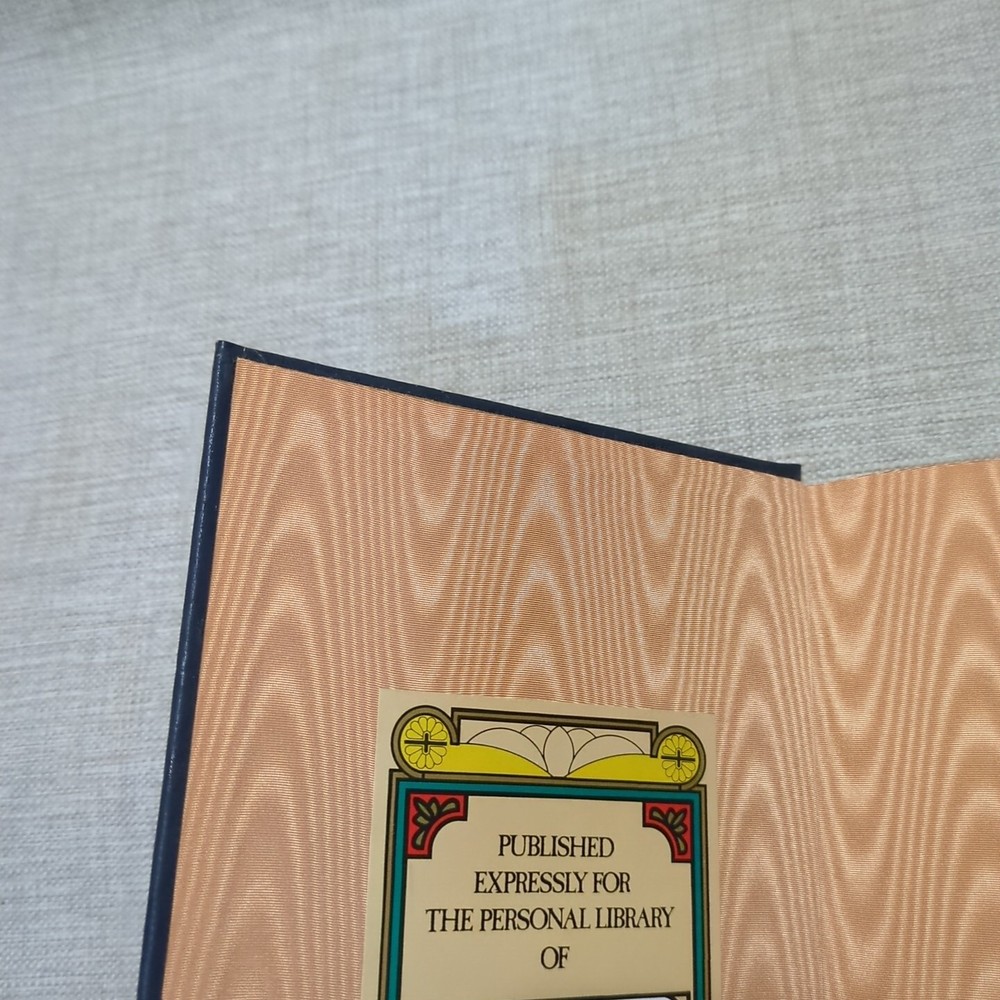 PUBLISHED
EXPRESSLY FOR
THE PERSONAL LIBRARY
OF